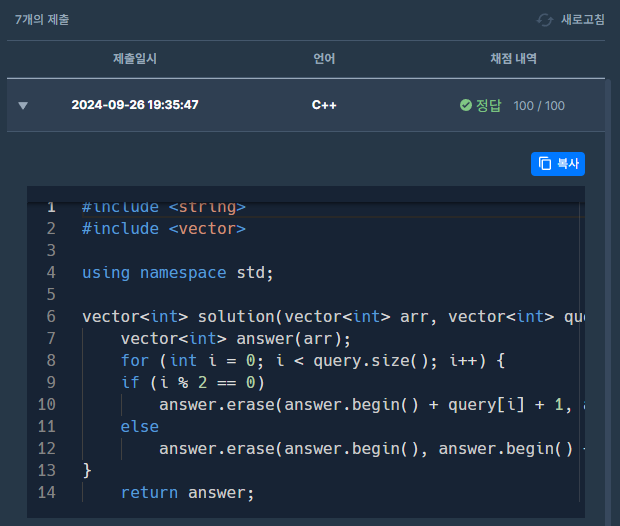 7개의 제출
새로고침
제출일시 언어 채점 내역
▼ 2024-09-26 19:35:47 C++ 정답 100 / 100
복사
1 #include <string>
2 #include <vector>
3
4 using namespace std;
5
6 vector<int> solution(vector<int> arr, vector<int> que
7 vector<int> answer(arr);
8 for (int i = 0; i < query.size(); i++) {
9 if (i % 2 == 0)
10 answer.erase(answer.begin() + query[i] + 1, a
11 else
12 answer.erase(answer.begin(), answer.begin() +
13 }
14 return answer;